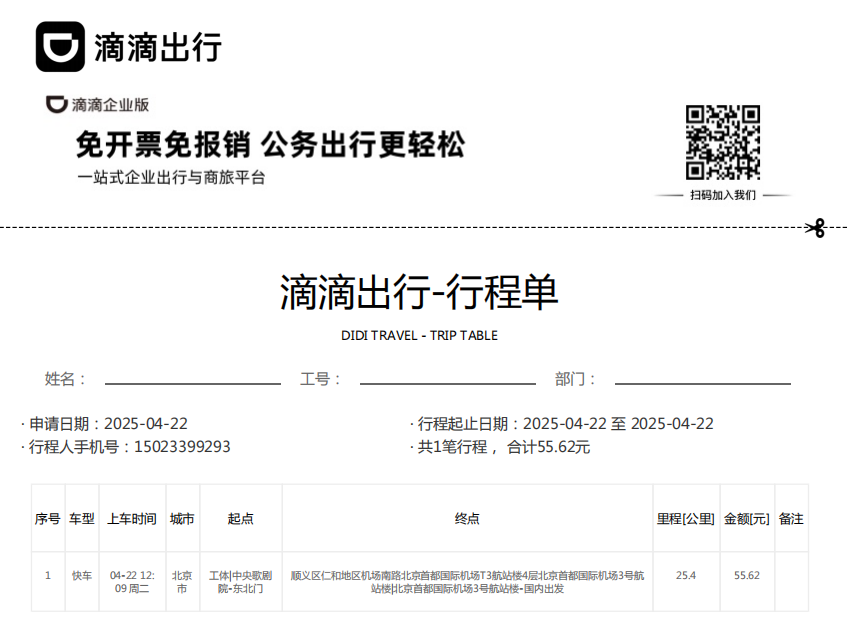 滴滴出行
滴滴企业版
免开票免报销 公务出行更轻松
一站式企业出行与商旅平台
扫码加入我们
滴滴出行-行程单
DIDI TRAVEL - TRIP TABLE
姓名： 工号： 部门：
· 申请日期：2025-04-22 · 行程起止日期：2025-04-22 至 2025-04-22
· 行程人手机号：15023399293 · 共1笔行程， 合计55.62元
序号 车型 上车时间 城市 起点 终点 里程[公里] 金额[元] 备注
1 快车 04-22 12:09 周二 北京市 工体|中央歌剧院-东北门 顺义区仁和地区机场南路北京首都国际机场T3航站楼4层北京首都国际机场3号航站楼|北京首都国际机场3号航站楼-国内出发 25.4 55.62